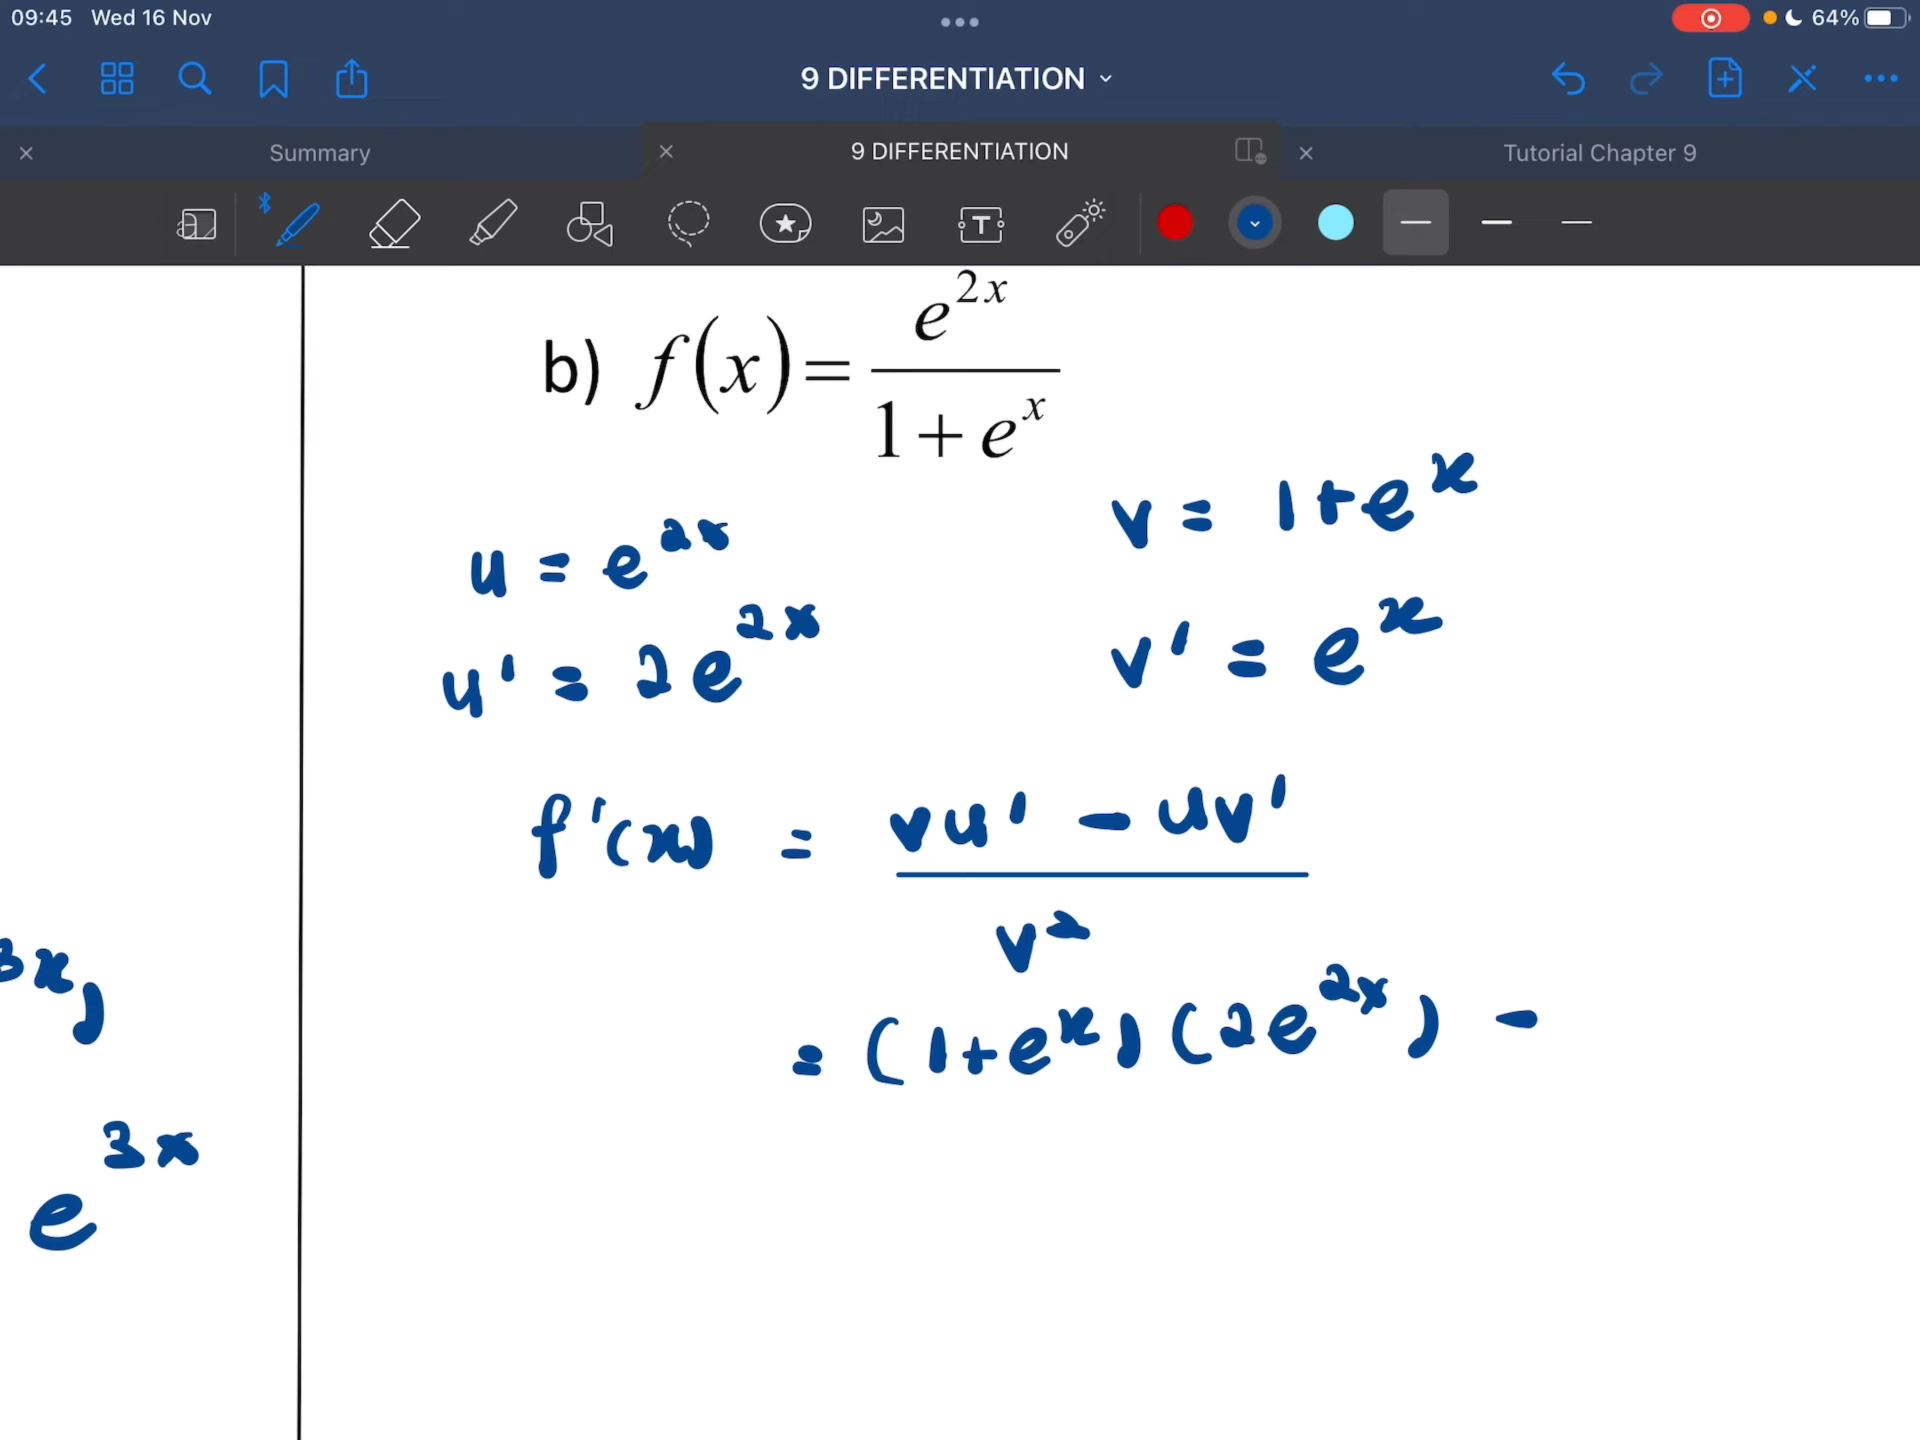 09:45 Wed 16 Nov
64%
9 DIFFERENTIATION
Summary
9 DIFFERENTIATION
Tutorial Chapter 9
T
b) f(x) = e^{2x} / (1 + e^x)
u = e^{2x}
v = 1+e^x
u' = 2e^{2x}
v' = e^x
f'(x) = (vu' - uv') / v^2
= (1+e^x)(2e^{2x}) -
3x)
e^{3x}